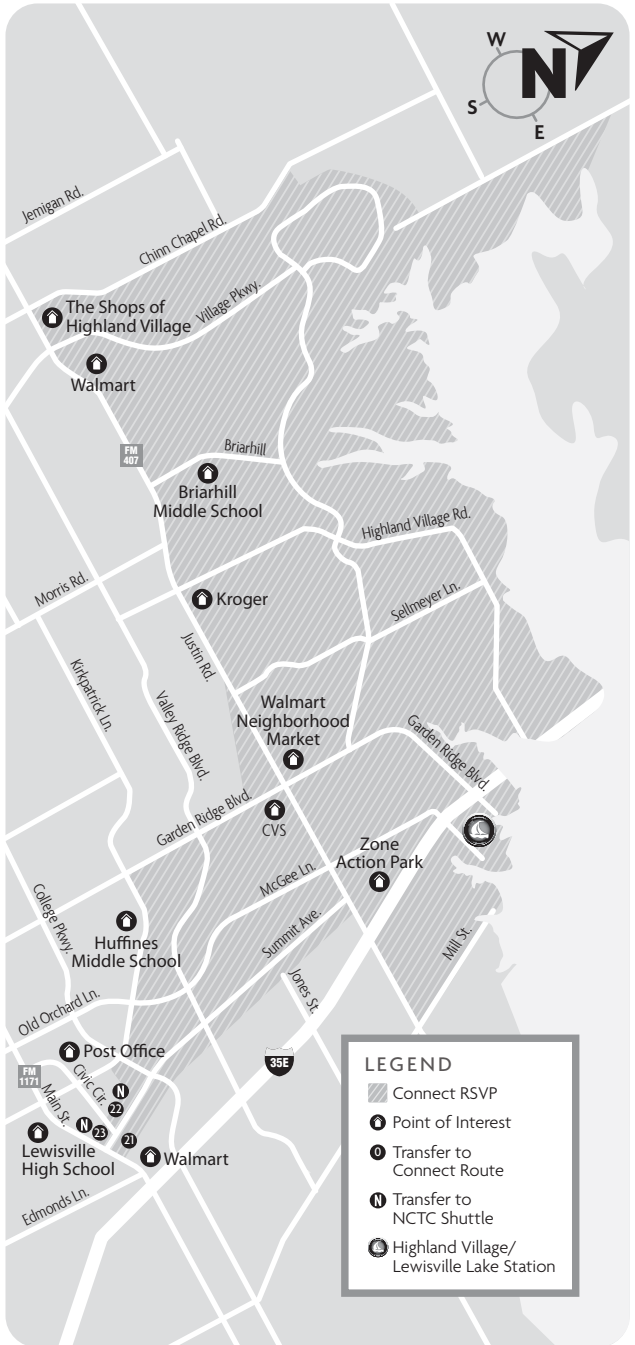 W
N
S
E
Jernigan Rd.
Chinn Chapel Rd.
The Shops of
Highland Village
Village Pkwy.
Walmart
FM
407
Briarhill
Briarhill
Middle School
Highland Village Rd.
Morris Rd.
Kroger
Sellmeyer Ln.
Justin Rd.
Kirkpatrick Ln.
Valley Ridge Blvd.
Walmart
Neighborhood
Market
Garden Ridge Blvd.
Garden Ridge Blvd.
CVS
Zone
Action Park
McGee Ln.
College Pkwy.
Huffines
Middle School
Summit Ave.
Mill St.
Jones St.
Old Orchard Ln.
Post Office
35E
FM
1171
Civic Cir.
Main St.
N
22
N
23
21
Lewisville
High School
Walmart
Edmonds Ln.
LEGEND
Connect RSVP
Point of Interest
O Transfer to
Connect Route
N Transfer to
NCTC Shuttle
Highland Village/
Lewisville Lake Station